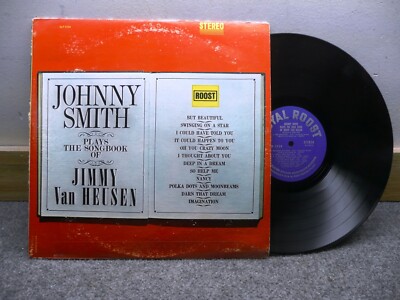 STEREO
JOHNNY
SMITH
PLAYS
THE SONGBOOK
OF
JIMMY
Van HEUSEN
ROOST
BUT BEAUTIFUL
SWINGING ON A STAR
I COULD HAVE TOLD YOU
IT COULD HAPPEN TO YOU
OH YOU CRAZY MOON
I THOUGHT ABOUT YOU
DEEP IN A DREAM
SO HELP ME
NANCY
POLKA DOTS AND MOONBEAMS
DARN THAT DREAM
IMAGINATION
ROOST